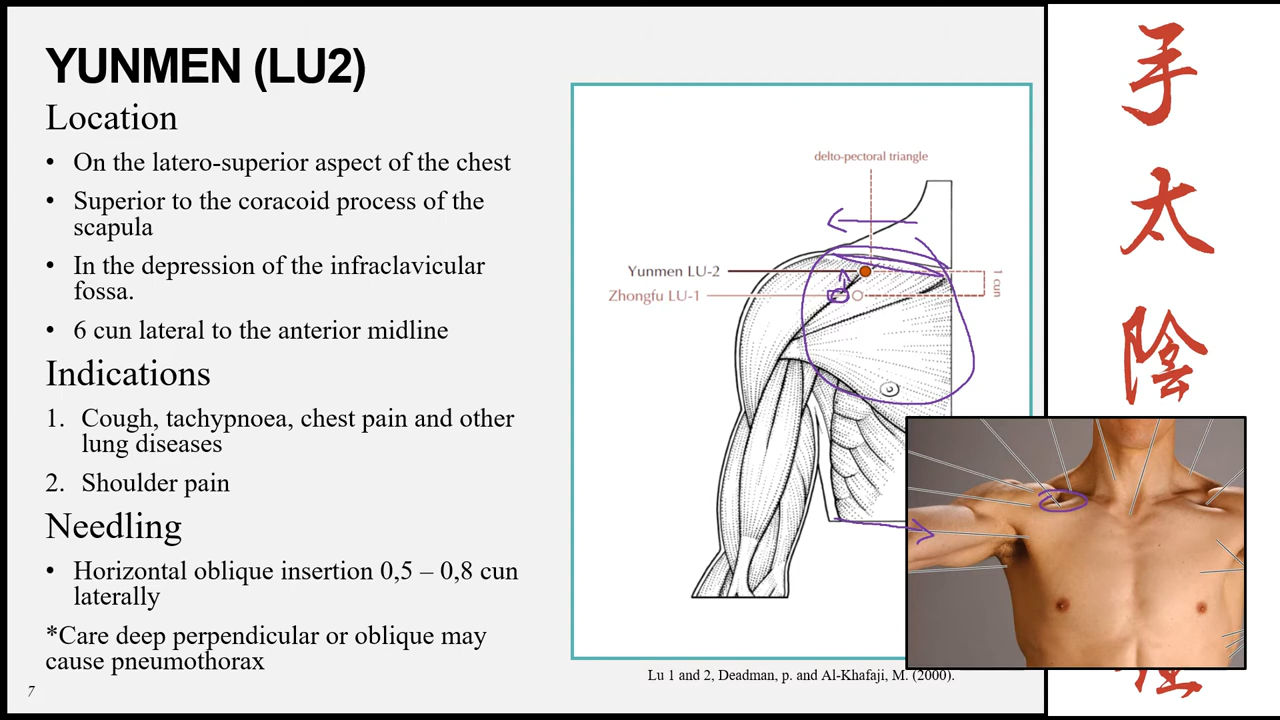 YUNMEN (LU2)
Location
• On the latero-superior aspect of the chest
• Superior to the coracoid process of the
scapula
• In the depression of the infraclavicular
fossa.
• 6 cun lateral to the anterior midline
Indications
1. Cough, tachypnoea, chest pain and other
lung diseases
2. Shoulder pain
Needling
• Horizontal oblique insertion 0,5 – 0,8 cun
laterally
*Care deep perpendicular or oblique may
cause pneumothorax
7
delto-pectoral triangle
Yunmen LU-2
Zhongfu LU-1
1 cun
Lu 1 and 2, Deadman, p. and Al-Khafaji, M. (2000).
手
太
陰